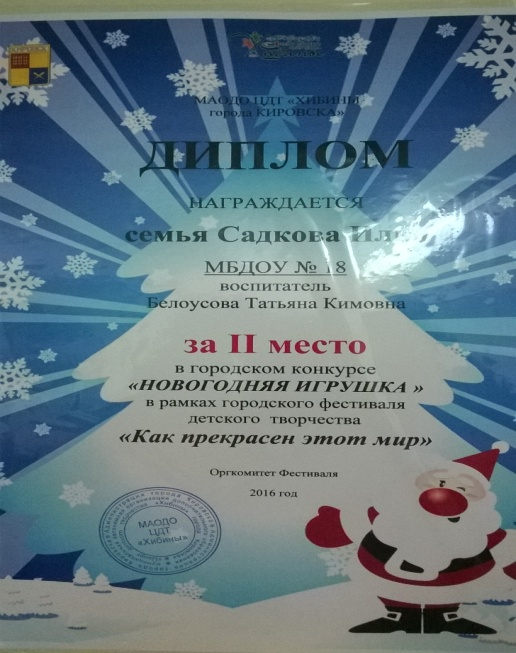 КИРОВСК
МАОДО ЦДТ «ХИБИНЫ
города КИРОВСКА»
ДИПЛОМ
НАГРАЖДАЕТСЯ
семья Садкова
МБДОУ № 18
воспитатель
Белоусова Татьяна Кимовна
за II место
в городском конкурсе
«НОВОГОДНЯЯ ИГРУШКА »
в рамках городского фестиваля
детского творчества
«Как прекрасен этот мир»
Оргкомитет Фестиваля
2016 год
МАОДО
ЦДТ
«Хибины»